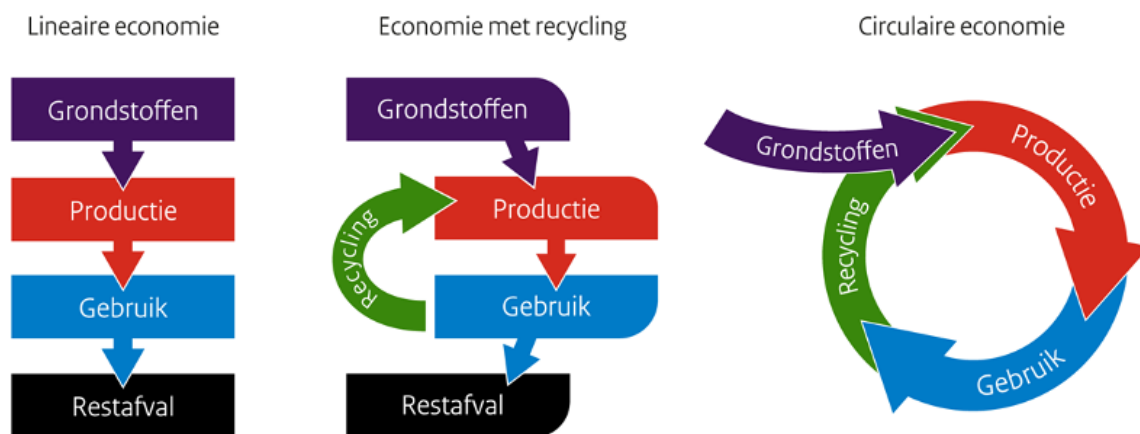 Lineaire economie
Grondstoffen
Productie
Gebruik
Restafval
Economie met recycling
Grondstoffen
Productie
Recycling
Gebruik
Restafval
Circulaire economie
Grondstoffen
Productie
Gebruik
Recycling